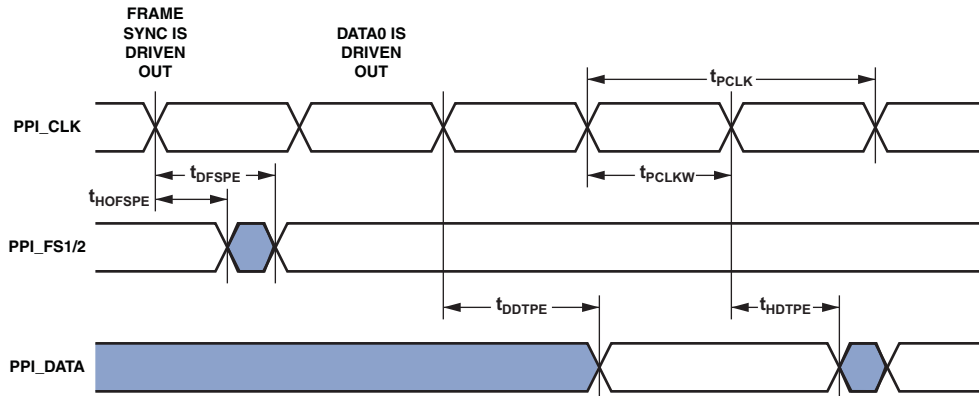 FRAME
SYNC IS
DRIVEN
OUT
DATA0 IS
DRIVEN
OUT
tPCLK
PPI_CLK
tDFSPE
tPCLKW
tHOFSPE
PPI_FS1/2
tDDTPE
tHDTPE
PPI_DATA